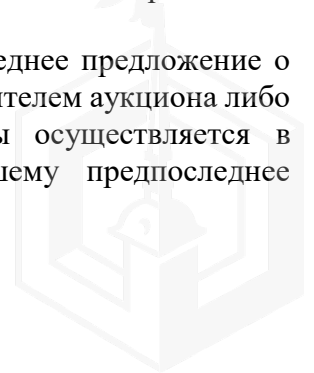 еднее предложение о
ителем аукциона либо
ы осуществляется в
шему предпоследнее